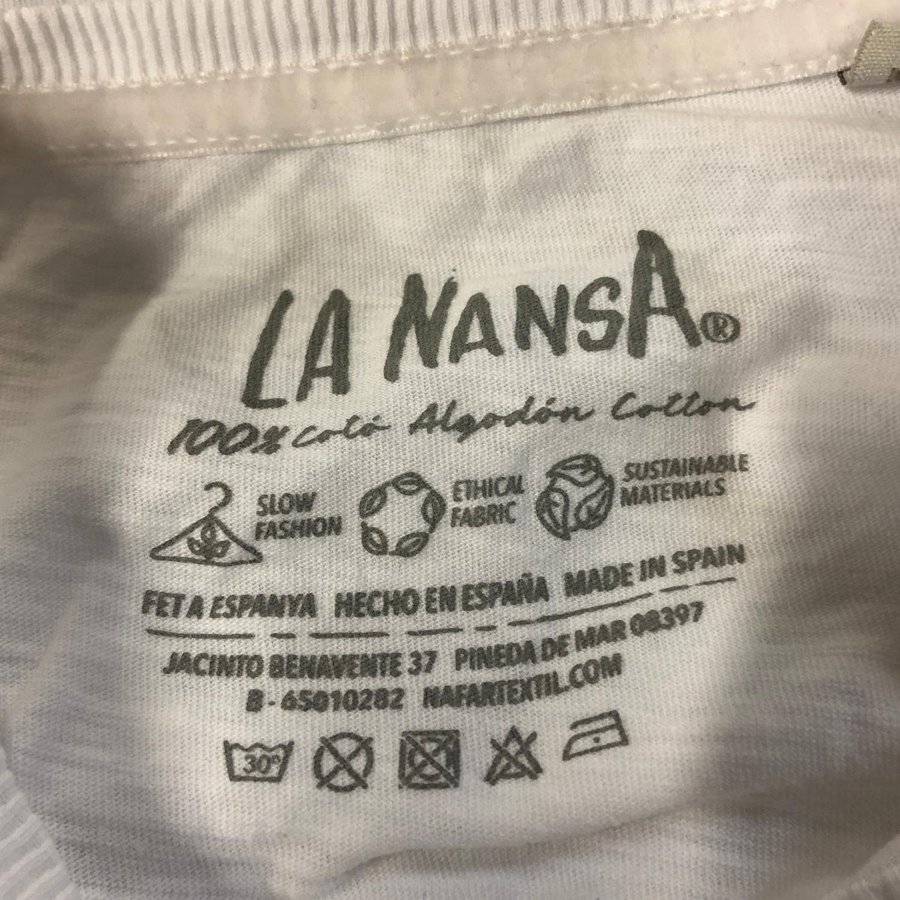 LA NANSA®
100% Cotó Algodón Cotton
SLOW FASHION
ETHICAL FABRIC
SUSTAINABLE MATERIALS
FET A ESPANYA HECHO EN ESPAÑA MADE IN SPAIN
JACINTO BENAVENTE 37 PINEDA DE MAR 08397
B-65010282 NAFARTEXTIL.COM
30º